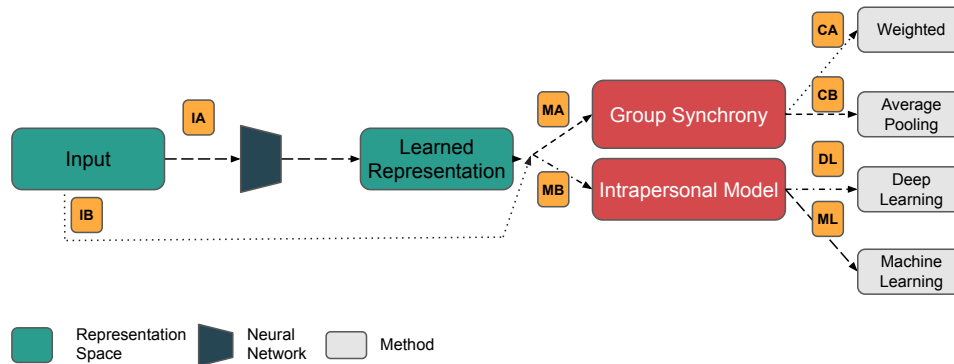 CA
Weighted
IA
MA
Group Synchrony
CB
Average
Pooling
Input
Learned
Representation
IB
MB
Intrapersonal Model
DL
Deep
Learning
ML
Machine
Learning
Representation
Space
Neural
Network
Method